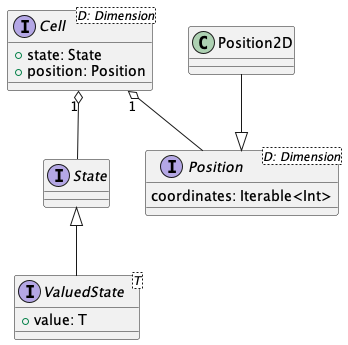 I Cell
D: Dimension
state: State
position: Position
C Position2D
1
1
I State
I Position
D: Dimension
coordinates: Iterable<Int>
I ValuedState
T
value: T